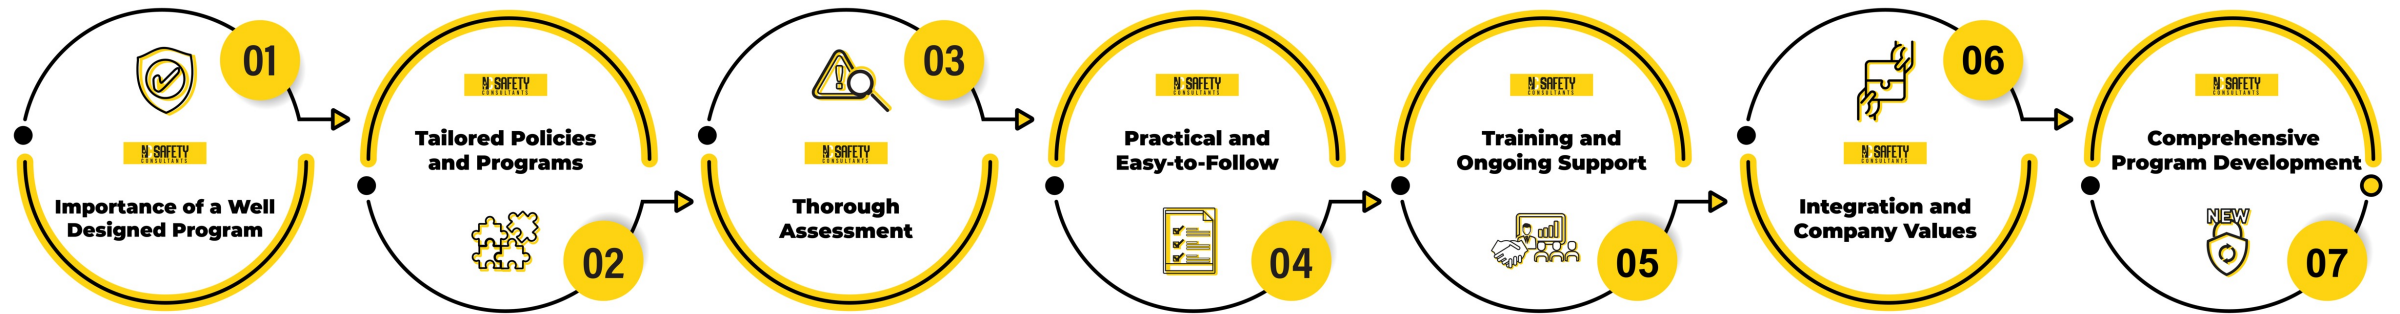 01
N SAFETY
CONSULTANTS
Importance of a Well
Designed Program
N SAFETY
CONSULTANTS
Tailored Policies
and Programs
02
03
N SAFETY
CONSULTANTS
Thorough
Assessment
N SAFETY
CONSULTANTS
Practical and
Easy-to-Follow
04
N SAFETY
CONSULTANTS
Training and
Ongoing Support
05
06
N SAFETY
CONSULTANTS
Integration and
Company Values
N SAFETY
CONSULTANTS
Comprehensive
Program Development
NEW
07